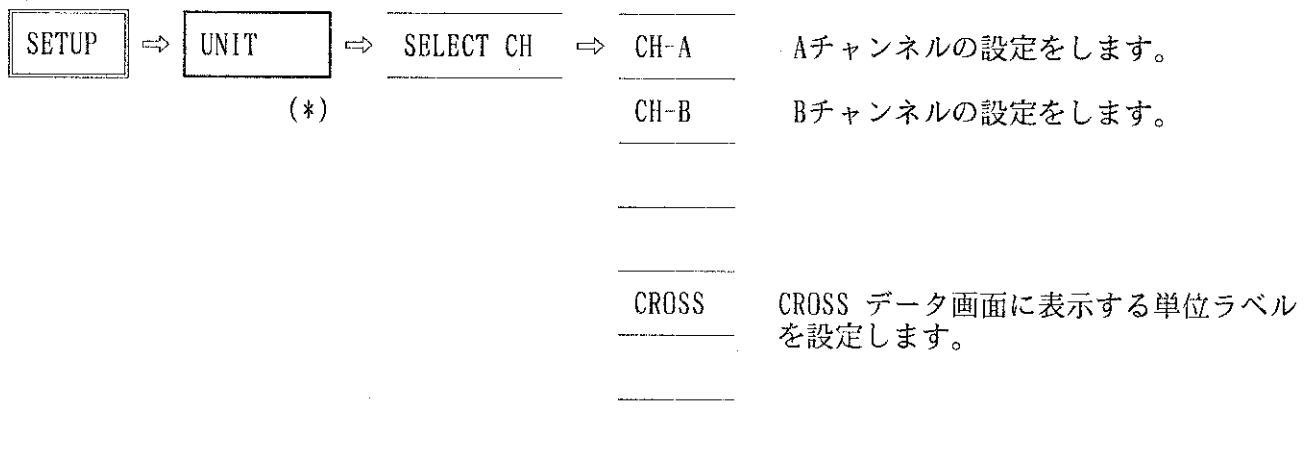 SETUP ⇨ UNIT ⇨ SELECT CH ⇨ CH-A Aチャンネルの設定をします。
(*) CH-B Bチャンネルの設定をします。
CROSS CROSS データ画面に表示する単位ラベル
を設定します。